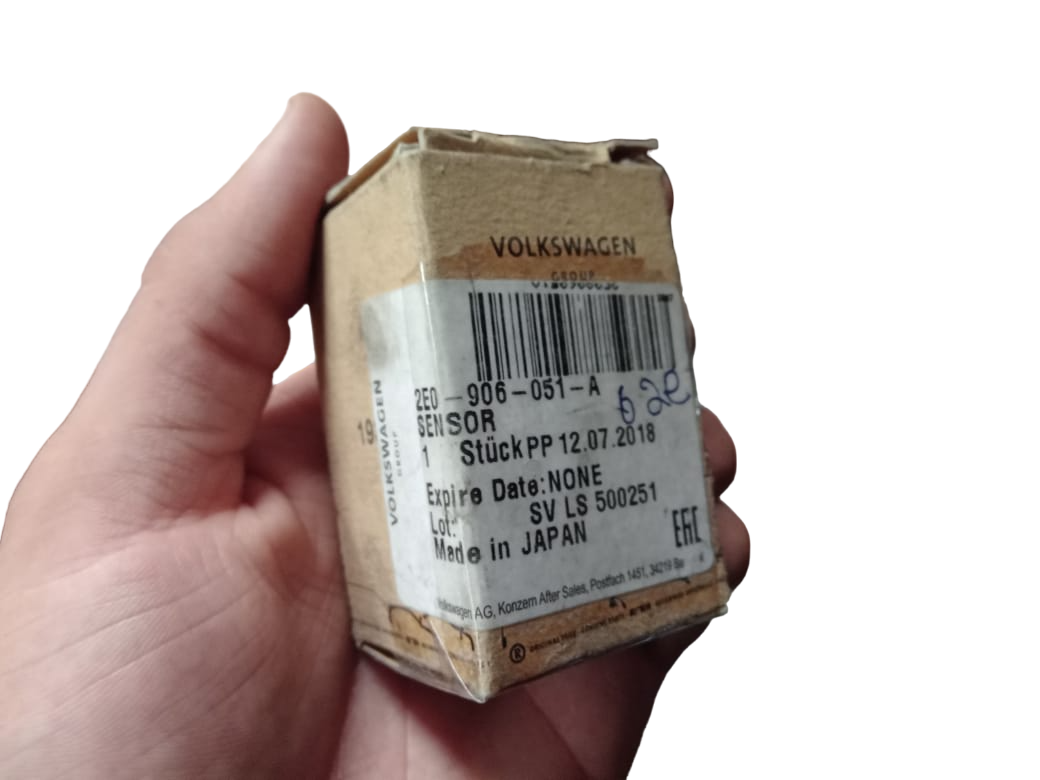 VOLKSWAGEN
GROUP
2E0-906-051-A
62e
SENSOR
1 Stück PP 12.07.2018
Expire Date:NONE
SV LS 500251
Lot:
Made in JAPAN
EAC
Volkswagen AG, Konzern After Sales, Postfach 1451, 34219 Ba
®
19
VOLKSWAGEN
GROUP